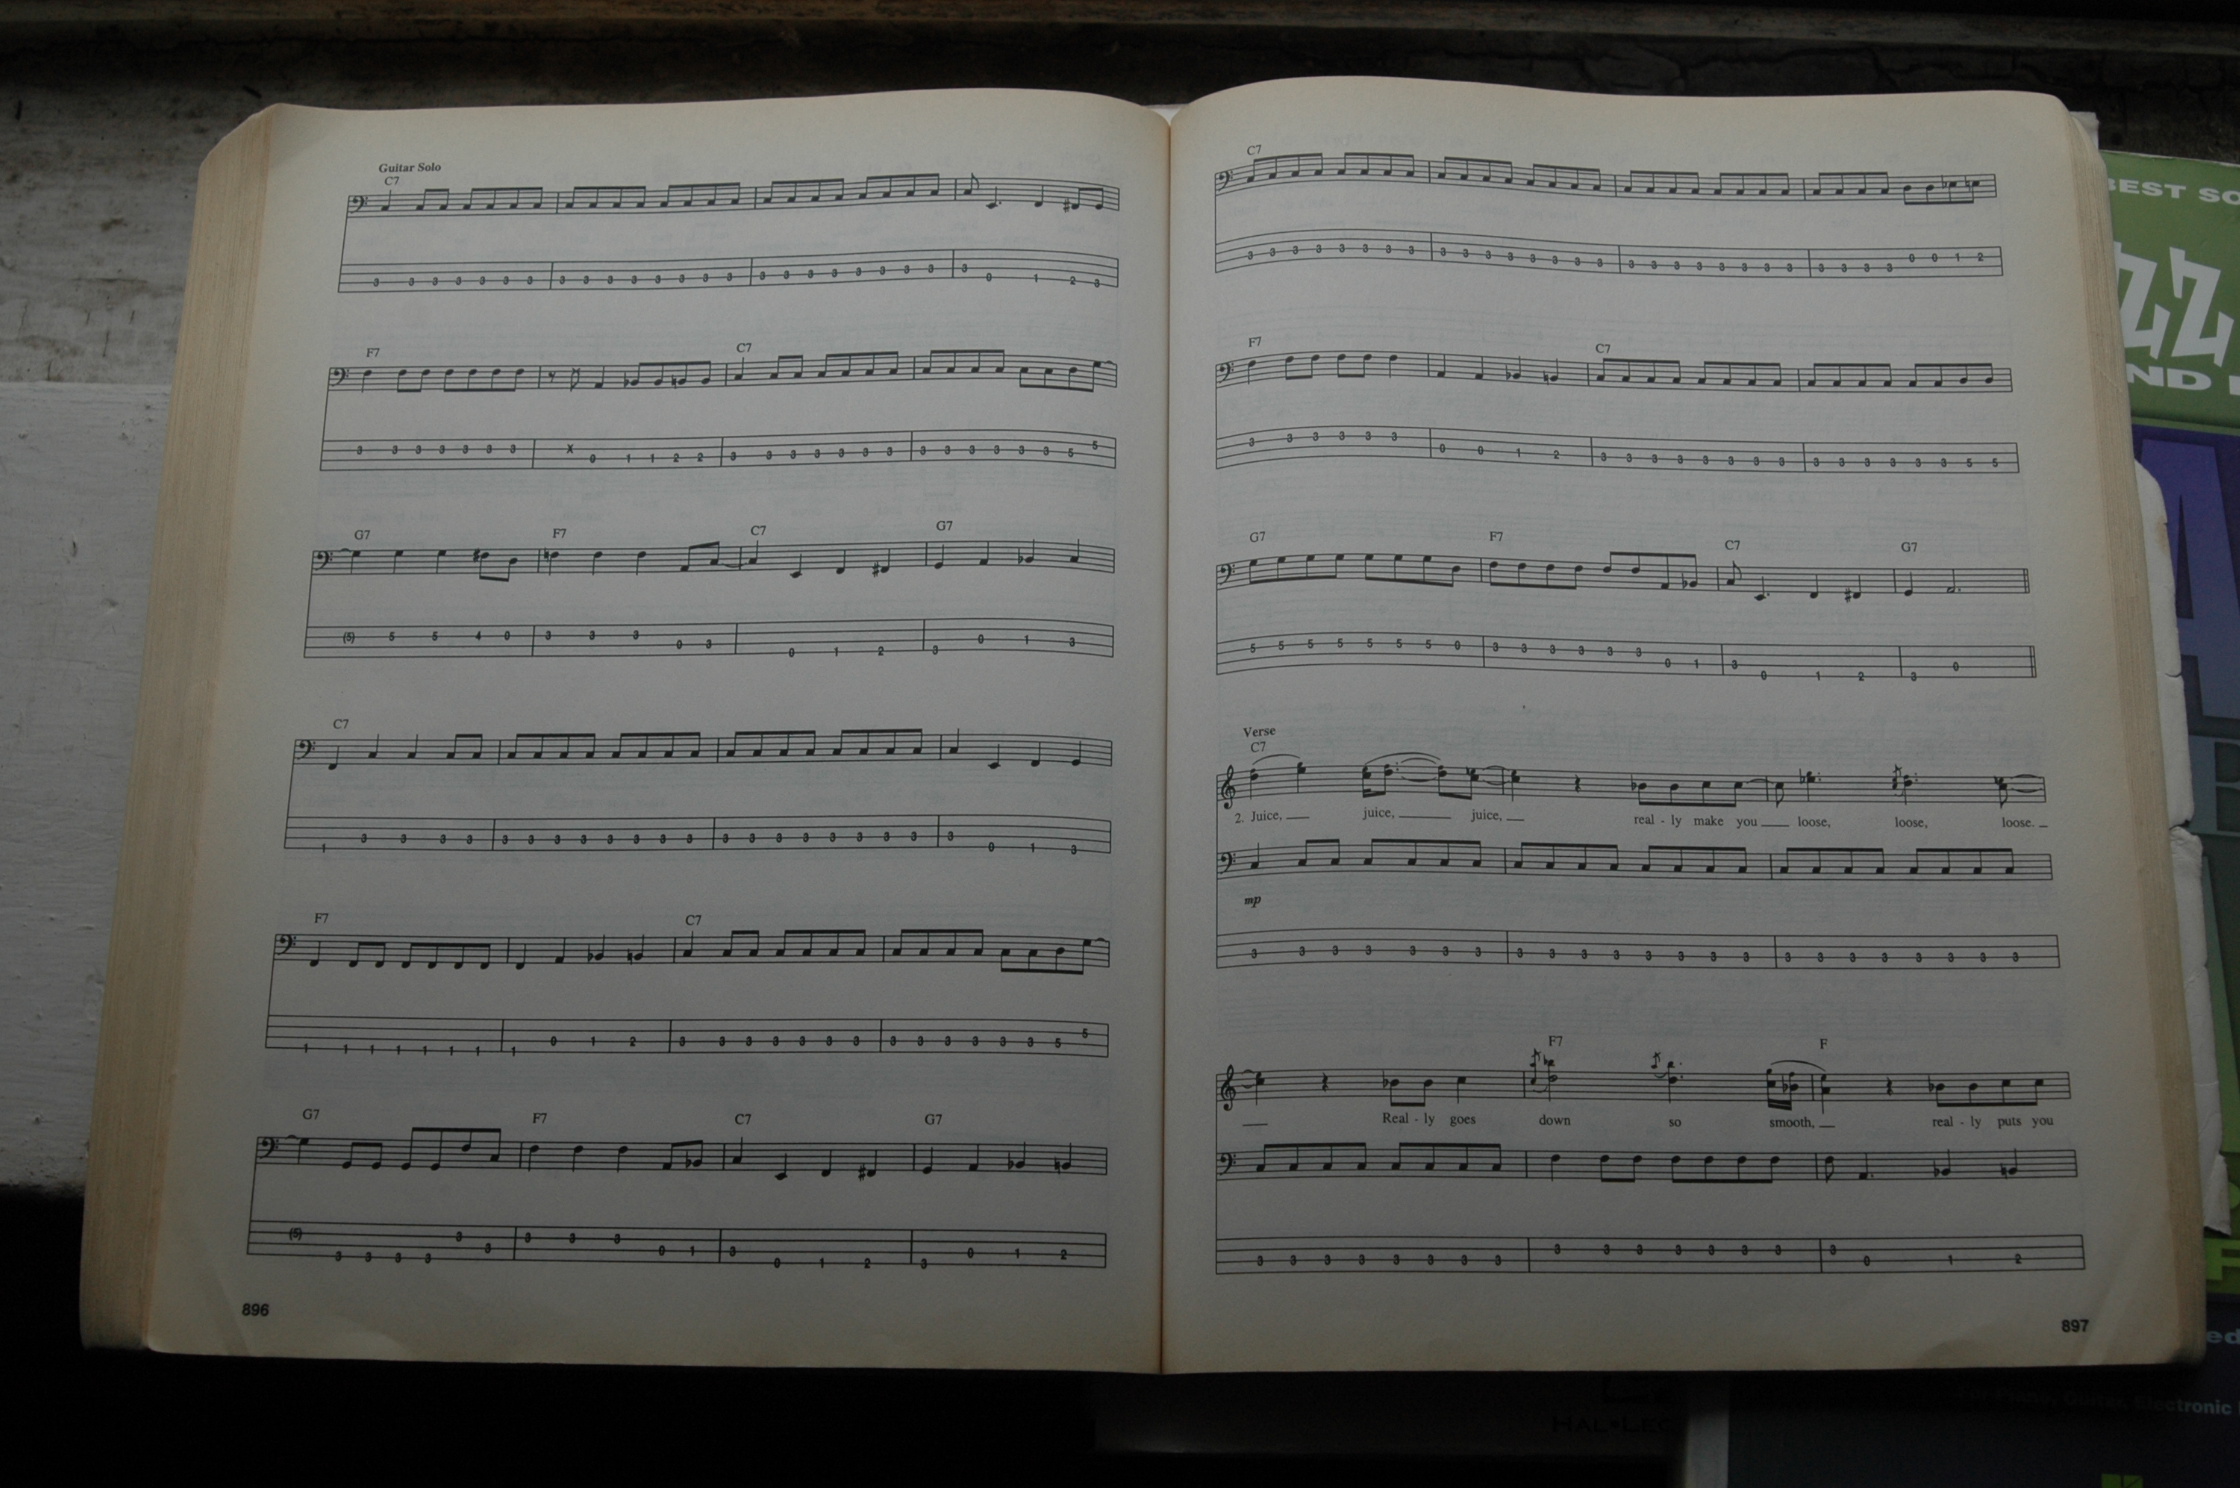 Guitar Solo
C7
3 3 3 3 3 3 3 3 3 3 3 3 3 3 3 3 3 3 3 3 3 3 3 3 0 1 2 3
F7 C7
3 3 3 3 3 3 3 X 0 1 1 2 2 3 3 3 3 3 3 3 3 3 3 3 3 3 5 5
G7 F7 C7 G7
(5) 5 5 4 0 3 3 3 0 3 0 1 2 3 0 1 3
C7
1 3 3 3 3 3 3 3 3 3 3 3 3 3 3 3 3 3 3 3 3 3 0 1 3
F7 C7
1 1 1 1 1 1 1 1 0 1 2 3 3 3 3 3 3 3 3 3 3 3 3 3 5 5
G7 F7 C7 G7
(5) 3 3 3 3 3 3 3 3 3 0 1 3 0 1 2 3 0 1 2
896
C7
3 3 3 3 3 3 3 3 3 3 3 3 3 3 3 3 3 3 3 3 3 3 3 3 3 3 3 3 0 0 1 2
F7 C7
3 3 3 3 3 3 0 0 1 2 3 3 3 3 3 3 3 3 3 3 3 3 3 3 5 5
G7 F7 C7 G7
5 5 5 5 5 5 5 0 3 3 3 3 3 3 0 1 3 0 1 2 3 0
Verse
C7
2. Juice, juice, juice, real - ly make you loose, loose, loose.
mp
3 3 3 3 3 3 3 3 3 3 3 3 3 3 3 3 3 3 3 3 3 3 3
F7 F
Real - ly goes down so smooth, real - ly puts you
3 3 3 3 3 3 3 3 3 3 3 3 3 3 3 3 0 1 2
897
BEST SO
ZZ
ND
HAL•LEO
ctronic